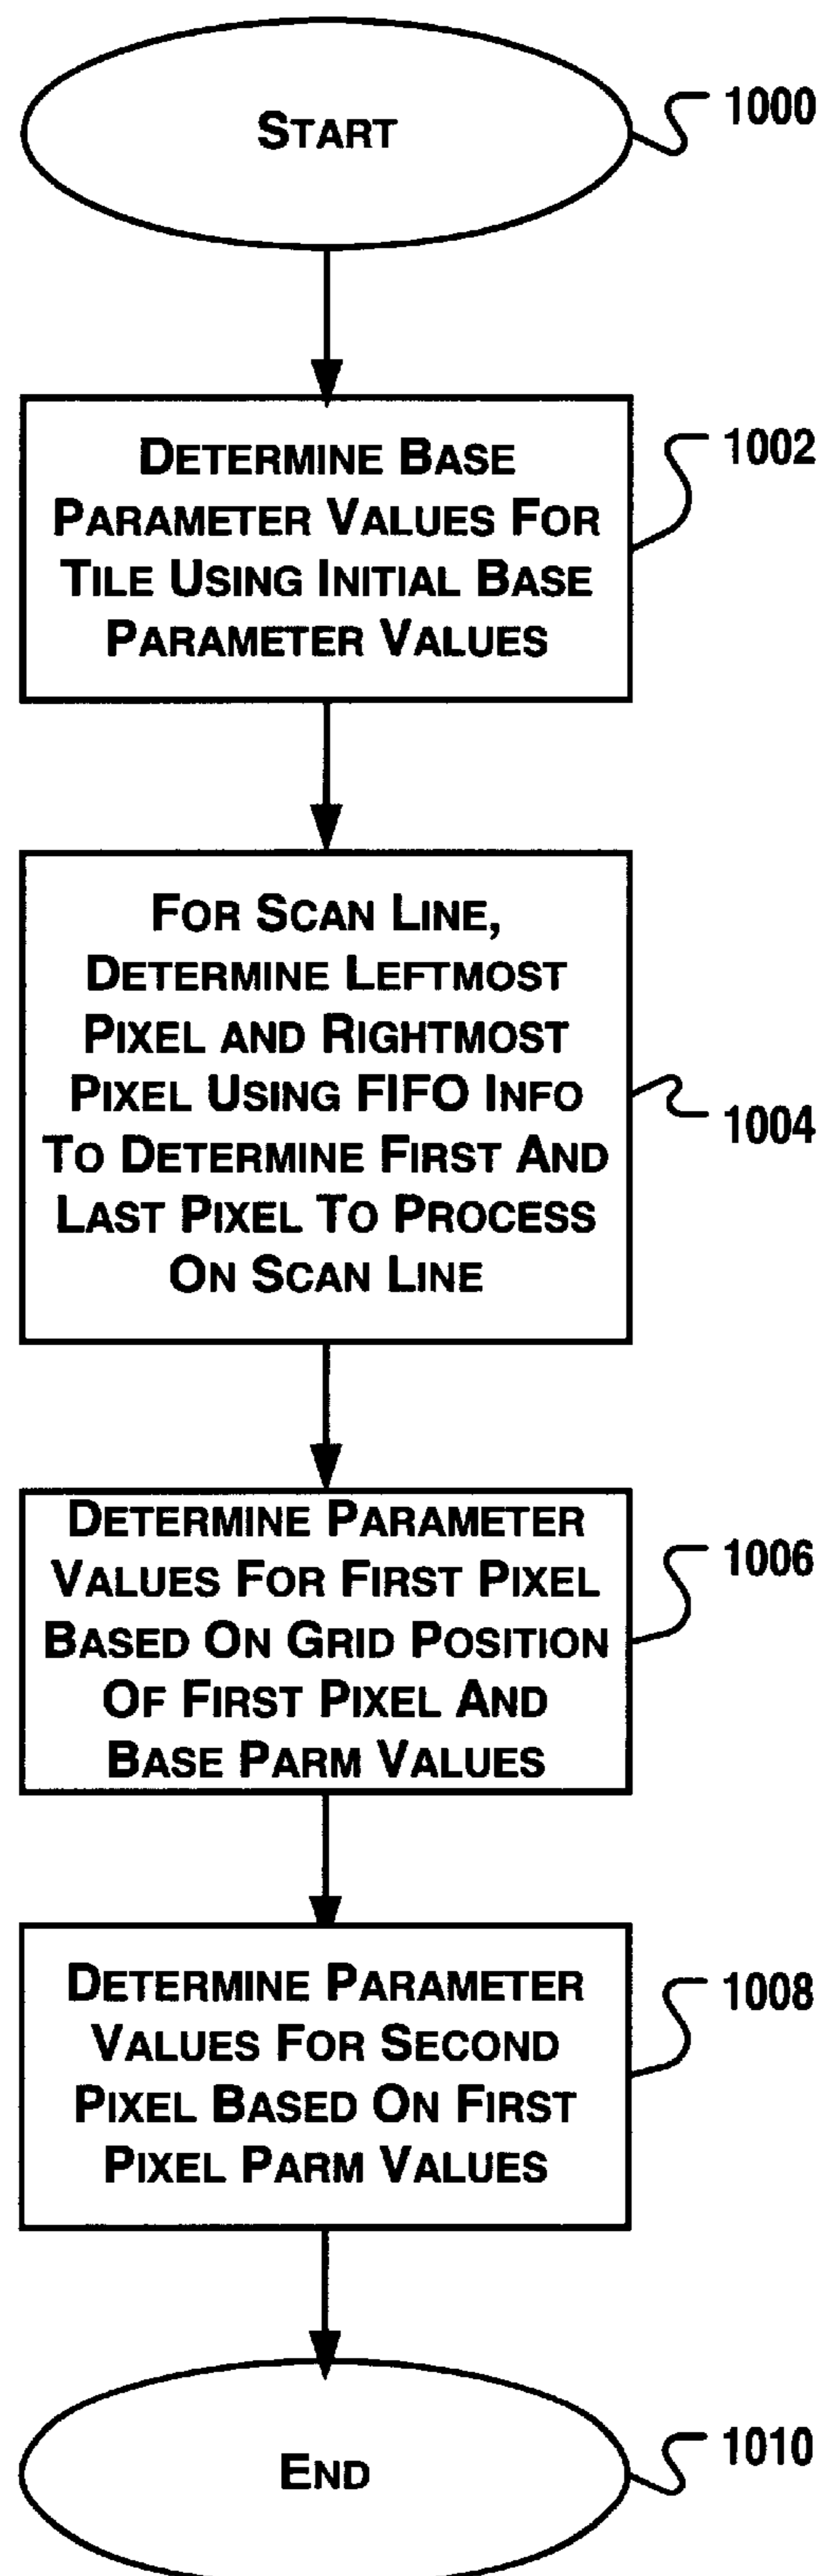 START
1000
DETERMINE BASE
PARAMETER VALUES FOR
TILE USING INITIAL BASE
PARAMETER VALUES
1002
FOR SCAN LINE,
DETERMINE LEFTMOST
PIXEL AND RIGHTMOST
PIXEL USING FIFO INFO
TO DETERMINE FIRST AND
LAST PIXEL TO PROCESS
ON SCAN LINE
1004
DETERMINE PARAMETER
VALUES FOR FIRST PIXEL
BASED ON GRID POSITION
OF FIRST PIXEL AND
BASE PARM VALUES
1006
DETERMINE PARAMETER
VALUES FOR SECOND
PIXEL BASED ON FIRST
PIXEL PARM VALUES
1008
END
1010